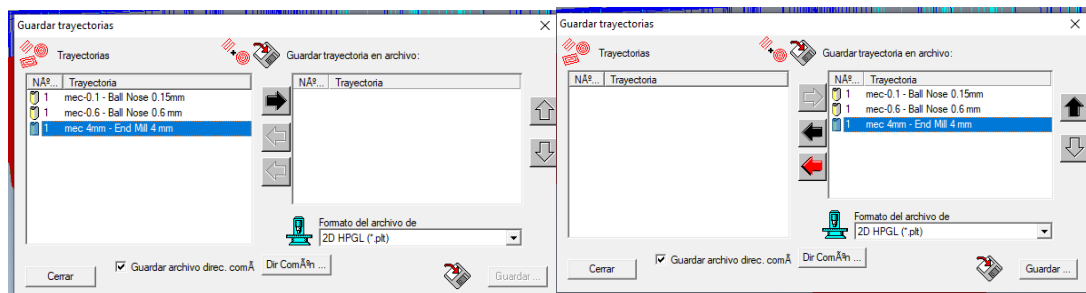 Guardar trayectorias
Trayectorias
Guardar trayectoria en archivo:
NÂº... Trayectoria
1 mec-0.1 - Ball Nose 0.15mm
1 mec-0.6 - Ball Nose 0.6 mm
1 mec 4mm - End Mill 4 mm
NÂº... Trayectoria
Formato del archivo de
2D HPGL (*.plt)
Cerrar
Guardar archivo direc. comÃ
Dir ComÃºn ...
Guardar ...
Guardar trayectorias
Trayectorias
Guardar trayectoria en archivo:
NÂº... Trayectoria
NÂº... Trayectoria
1 mec-0.1 - Ball Nose 0.15mm
1 mec-0.6 - Ball Nose 0.6 mm
1 mec 4mm - End Mill 4 mm
Formato del archivo de
2D HPGL (*.plt)
Cerrar
Guardar archivo direc. comÃ
Dir ComÃºn ...
Guardar ...